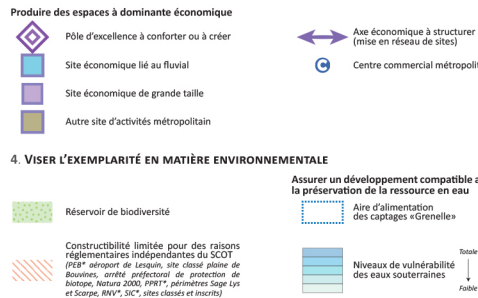 Produire des espaces à dominante économique
Pôle d'excellence à conforter ou à créer
Site économique lié au fluvial
Site économique de grande taille
Autre site d'activités métropolitain
Axe économique à structurer
(mise en réseau de sites)
C
Centre commercial
4. VISER L'EXEMPLARITÉ EN MATIÈRE ENVIRONNEMENTALE
Réservoir de biodiversité
Constructibilité limitée pour des raisons
réglementaires indépendantes du SCOT
(PEB* aéroport de Lesquin, site classé plaine de
Bouvines, arrêté préfectoral de protection de
biotope, Natura 2000, PPRT*, périmètres Sage Lys
et Scarpe, RNV*, SIC*, sites classés et inscrits)
Assurer un développement compatible
la préservation de la ressource en eau
Aire d'alimentation
des captages «Grenelle»
Niveaux de vulnérabilité
des eaux souterraines
Totale
Faible